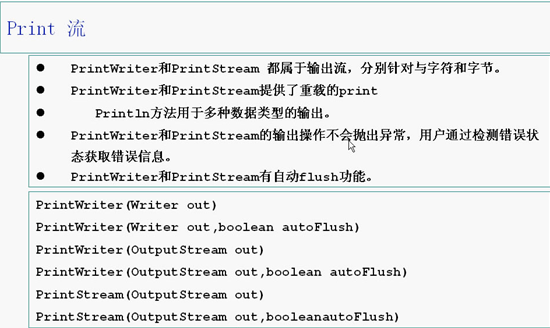 Print 流
● PrintWriter和PrintStream 都属于输出流，分别针对与字符和字节。
● PrintWriter和PrintStream提供了重载的print
● Println方法用于多种数据类型的输出。
● PrintWriter和PrintStream的输出操作不会抛出异常，用户通过检测错误状
态获取错误信息。
● PrintWriter和PrintStream有自动flush功能。
PrintWriter(Writer out)
PrintWriter(Writer out,boolean autoFlush)
PrintWriter(OutputStream out)
PrintWriter(OutputStream out,boolean autoFlush)
PrintStream(OutputStream out)
PrintStream(OutputStream out,booleanautoFlush)